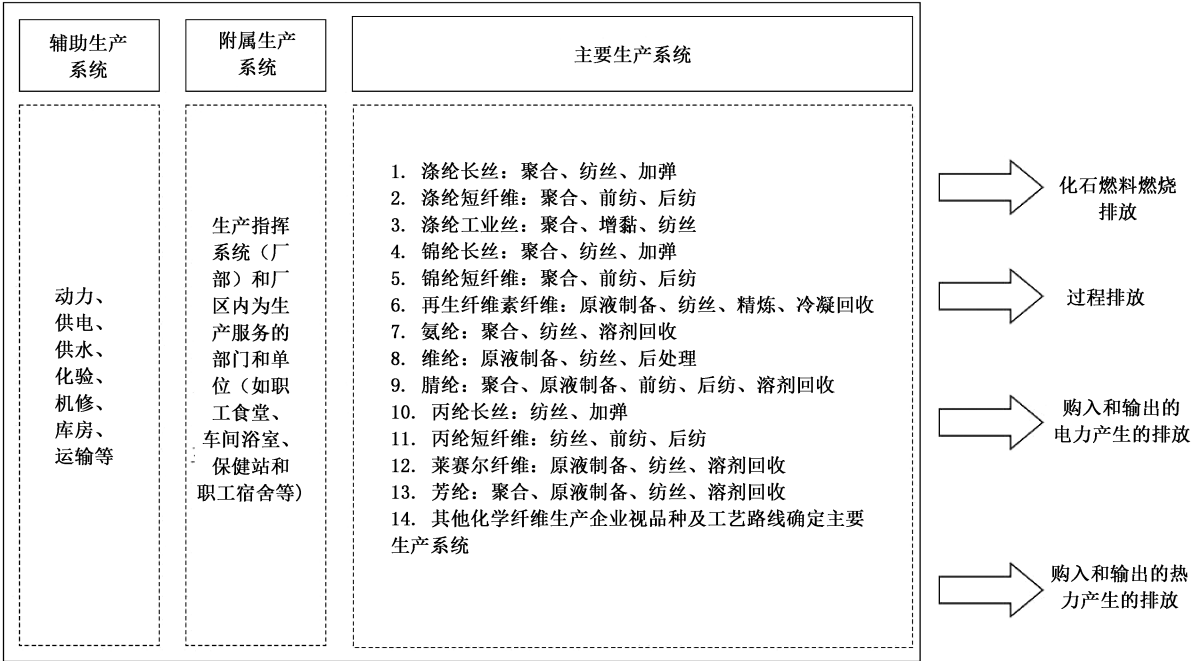 辅助生产
系统
附属生产
系统
主要生产系统
动力、
供电、
供水、
化验、
机修、
库房、
运输等
生产指挥
系统（厂
部）和厂
区内为生
产服务的
部门和单
位（如职
工食堂、
车间浴室、
保健站和
职工宿舍等）
1. 涤纶长丝：聚合、纺丝、加弹
2. 涤纶短纤维：聚合、前纺、后纺
3. 涤纶工业丝：聚合、增黏、纺丝
4. 锦纶长丝：聚合、纺丝、加弹
5. 锦纶短纤维：聚合、前纺、后纺
6. 再生纤维素纤维：原液制备、纺丝、精炼、冷凝回收
7. 氨纶：聚合、纺丝、溶剂回收
8. 维纶：原液制备、纺丝、后处理
9. 腈纶：聚合、原液制备、前纺、后纺、溶剂回收
10. 丙纶长丝：纺丝、加弹
11. 丙纶短纤维：纺丝、前纺、后纺
12. 莱赛尔纤维：原液制备、纺丝、溶剂回收
13. 芳纶：聚合、原液制备、纺丝、溶剂回收
14. 其他化学纤维生产企业视品种及工艺路线确定主要
生产系统
化石燃料燃烧
排放
过程排放
购入和输出的
电力产生的排放
购入和输出的热
力产生的排放